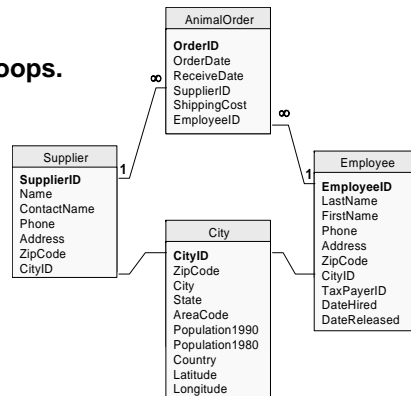 AnimalOrder
OrderID
OrderDate
ReceiveDate
SupplierID
ShippingCost
EmployeeID
oops.
∞
∞
1
1
Supplier
SupplierID
Name
ContactName
Phone
Address
ZipCode
CityID
City
CityID
ZipCode
City
State
AreaCode
Population1990
Population1980
Country
Latitude
Longitude
Employee
EmployeeID
LastName
FirstName
Phone
Address
ZipCode
CityID
TaxPayerID
DateHired
DateReleased